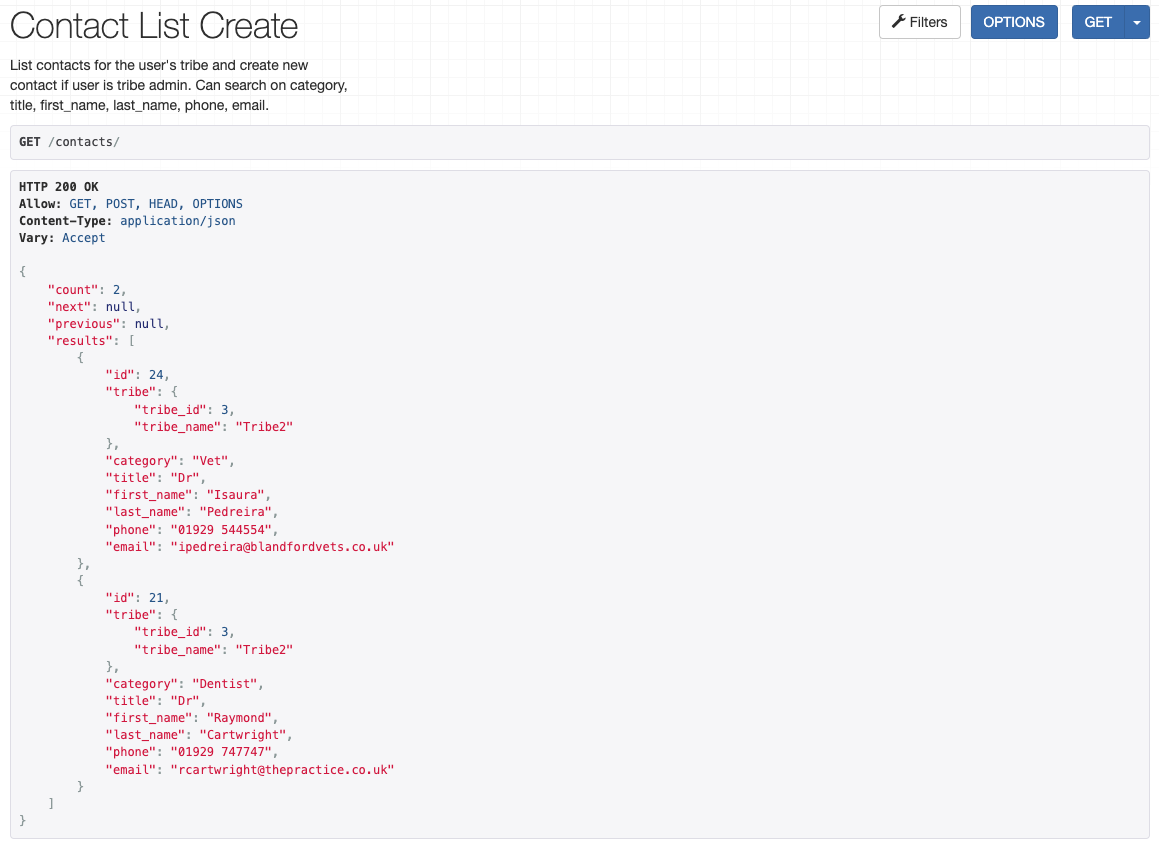 Contact List Create
Filters
OPTIONS
GET
List contacts for the user's tribe and create new
contact if user is tribe admin. Can search on category,
title, first_name, last_name, phone, email.
GET /contacts/
HTTP 200 OK
Allow: GET, POST, HEAD, OPTIONS
Content-Type: application/json
Vary: Accept
{
    "count": 2,
    "next": null,
    "previous": null,
    "results": [
        {
            "id": 24,
            "tribe": {
                "tribe_id": 3,
                "tribe_name": "Tribe2"
            },
            "category": "Vet",
            "title": "Dr",
            "first_name": "Isaura",
            "last_name": "Pedreira",
            "phone": "01929 544554",
            "email": "ipedreira@blandfordvets.co.uk"
        },
        {
            "id": 21,
            "tribe": {
                "tribe_id": 3,
                "tribe_name": "Tribe2"
            },
            "category": "Dentist",
            "title": "Dr",
            "first_name": "Raymond",
            "last_name": "Cartwright",
            "phone": "01929 747747",
            "email": "rcartwright@thepractice.co.uk"
        }
    ]
}